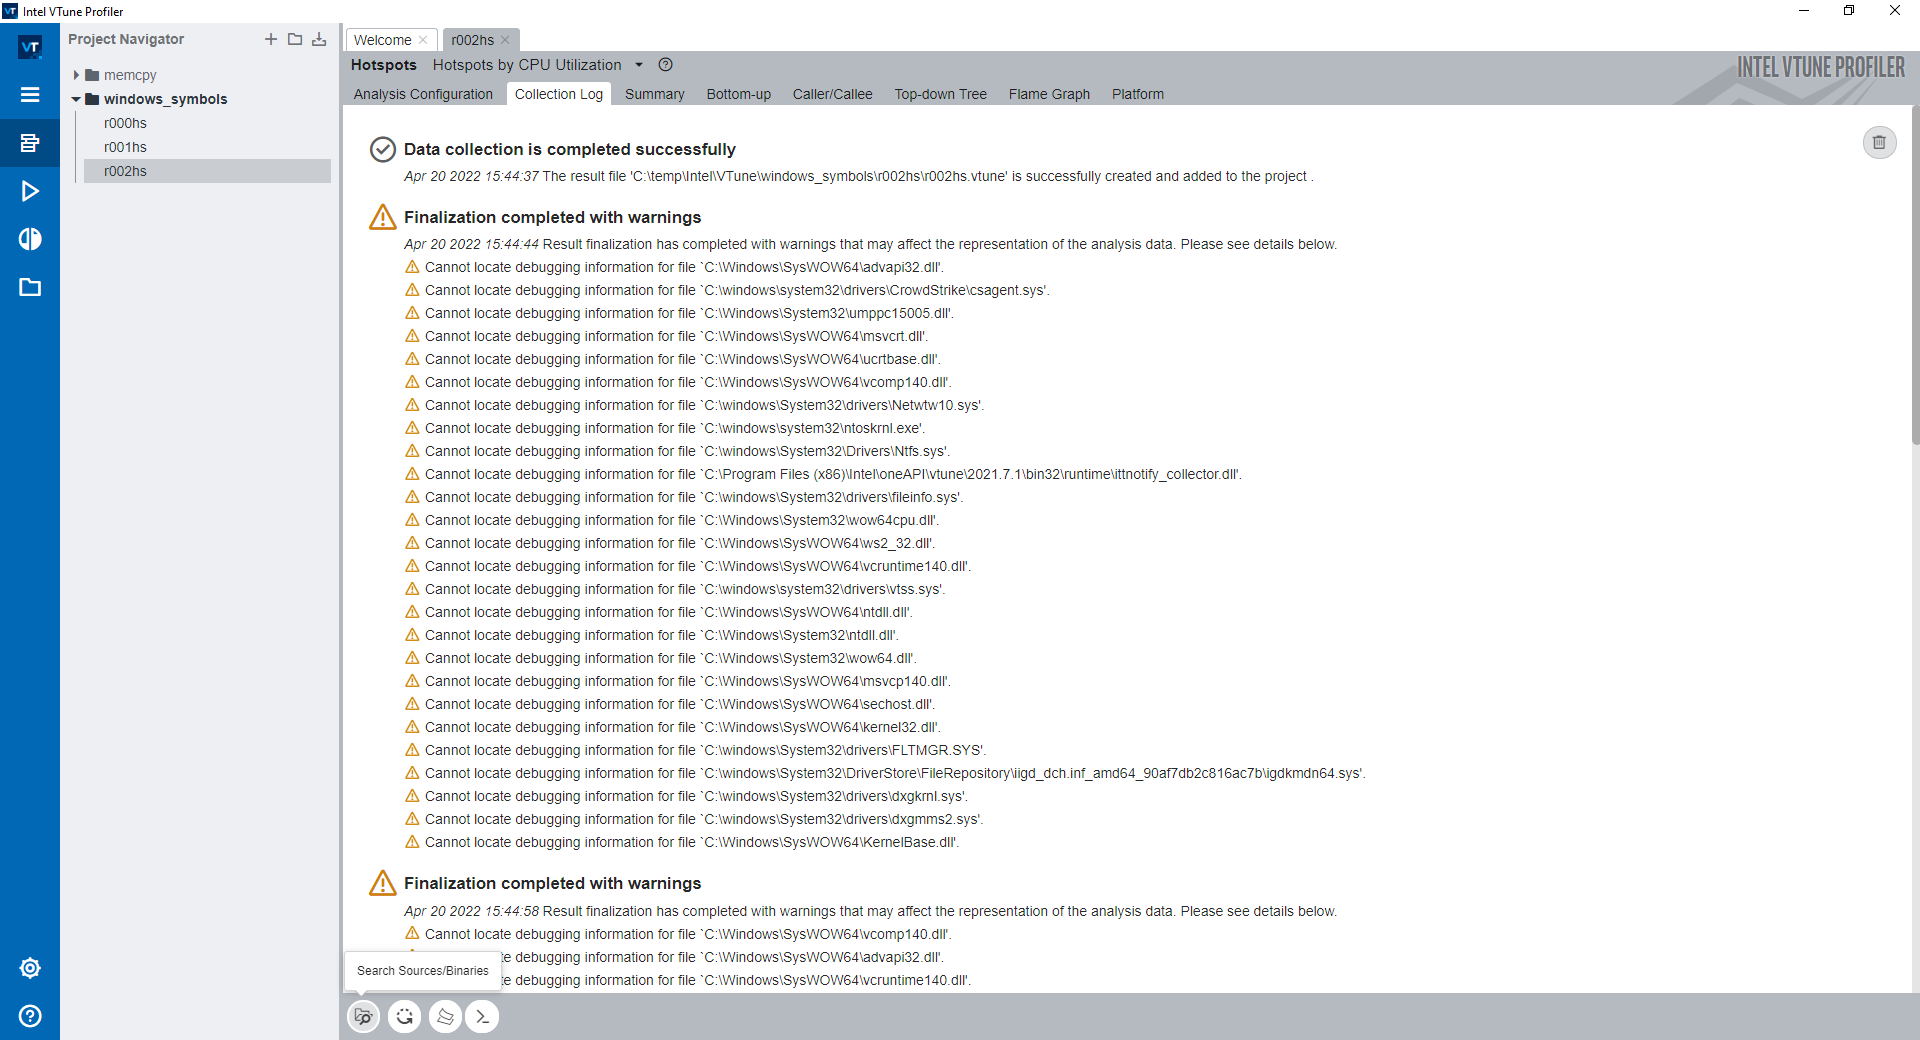 VT Intel VTune Profiler
VT
Project Navigator
memcpy
windows_symbols
r000hs
r001hs
r002hs
Welcome
r002hs
Hotspots Hotspots by CPU Utilization
INTEL VTUNE PROFILER
Analysis Configuration Collection Log Summary Bottom-up Caller/Callee Top-down Tree Flame Graph Platform
Data collection is completed successfully
Apr 20 2022 15:44:37 The result file 'C:\temp\Intel\VTune\windows_symbols\r002hs\r002hs.vtune' is successfully created and added to the project .
Finalization completed with warnings
Apr 20 2022 15:44:44 Result finalization has completed with warnings that may affect the representation of the analysis data. Please see details below.
Cannot locate debugging information for file `C:\Windows\SysWOW64\advapi32.dll'.
Cannot locate debugging information for file `C:\windows\system32\drivers\CrowdStrike\csagent.sys'.
Cannot locate debugging information for file `C:\Windows\System32\umppc15005.dll'.
Cannot locate debugging information for file `C:\Windows\SysWOW64\msvcrt.dll'.
Cannot locate debugging information for file `C:\Windows\SysWOW64\ucrtbase.dll'.
Cannot locate debugging information for file `C:\Windows\SysWOW64\vcomp140.dll'.
Cannot locate debugging information for file `C:\windows\System32\drivers\Netwtw10.sys'.
Cannot locate debugging information for file `C:\windows\system32\ntoskrnl.exe'.
Cannot locate debugging information for file `C:\windows\System32\Drivers\Ntfs.sys'.
Cannot locate debugging information for file `C:\Program Files (x86)\Intel\oneAPI\vtune\2021.7.1\bin32\runtime\ittnotify_collector.dll'.
Cannot locate debugging information for file `C:\windows\System32\drivers\fileinfo.sys'.
Cannot locate debugging information for file `C:\Windows\System32\wow64cpu.dll'.
Cannot locate debugging information for file `C:\Windows\SysWOW64\ws2_32.dll'.
Cannot locate debugging information for file `C:\Windows\SysWOW64\vcruntime140.dll'.
Cannot locate debugging information for file `C:\windows\system32\drivers\vtss.sys'.
Cannot locate debugging information for file `C:\Windows\SysWOW64\ntdll.dll'.
Cannot locate debugging information for file `C:\Windows\System32\ntdll.dll'.
Cannot locate debugging information for file `C:\Windows\System32\wow64.dll'.
Cannot locate debugging information for file `C:\Windows\SysWOW64\msvcp140.dll'.
Cannot locate debugging information for file `C:\Windows\SysWOW64\sechost.dll'.
Cannot locate debugging information for file `C:\Windows\SysWOW64\kernel32.dll'.
Cannot locate debugging information for file `C:\windows\System32\drivers\FLTMGR.SYS'.
Cannot locate debugging information for file `C:\windows\System32\DriverStore\FileRepository\iigd_dch.inf_amd64_90af7db2c816ac7b\igdkmdn64.sys'.
Cannot locate debugging information for file `C:\windows\System32\drivers\dxgkrnl.sys'.
Cannot locate debugging information for file `C:\windows\System32\drivers\dxgmms2.sys'.
Cannot locate debugging information for file `C:\Windows\SysWOW64\KernelBase.dll'.
Finalization completed with warnings
Apr 20 2022 15:44:58 Result finalization has completed with warnings that may affect the representation of the analysis data. Please see details below.
Cannot locate debugging information for file `C:\Windows\SysWOW64\vcomp140.dll'.
te debugging information for file `C:\Windows\SysWOW64\advapi32.dll'.
Search Sources/Binaries
te debugging information for file `C:\Windows\SysWOW64\vcruntime140.dll'.